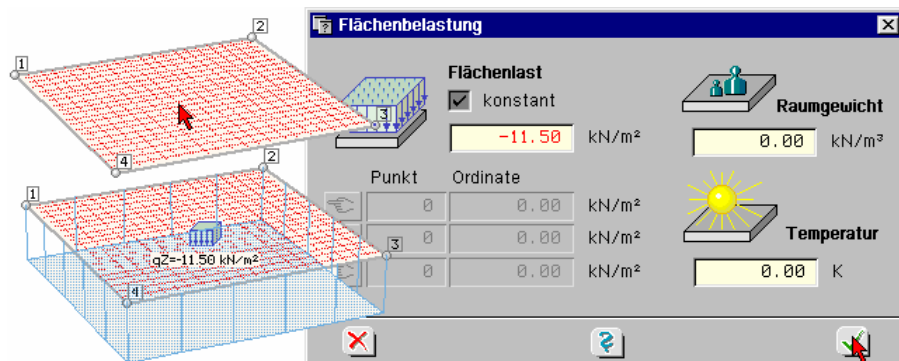 1
2
3
4
1
2
3
4
qZ=-11.50 kN/m²
Flächenbelastung
Flächenlast
konstant
-11.50 kN/m²
Punkt Ordinate
0 0.00 kN/m²
0 0.00 kN/m²
0 0.00 kN/m²
Raumgewicht
0.00 kN/m³
Temperatur
0.00 K